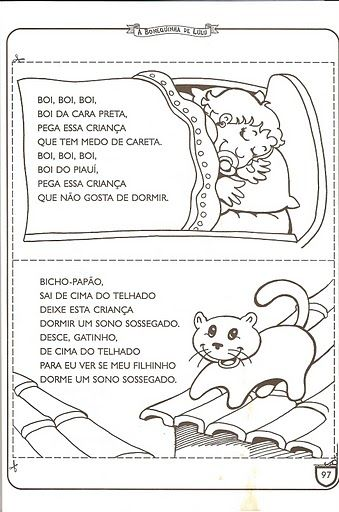 A BONEQUINHA DE LULU
BOI, BOI, BOI,
BOI DA CARA PRETA,
PEGA ESSA CRIANÇA
QUE TEM MEDO DE CARETA.
BOI, BOI, BOI,
BOI DO PIAUÍ,
PEGA ESSA CRIANÇA
QUE NÃO GOSTA DE DORMIR.
BICHO-PAPÃO,
SAI DE CIMA DO TELHADO
DEIXE ESTA CRIANÇA
DORMIR UM SONO SOSSEGADO.
DESCE, GATINHO,
DE CIMA DO TELHADO
PARA EU VER SE MEU FILHINHO
DORME UM SONO SOSSEGADO.
97